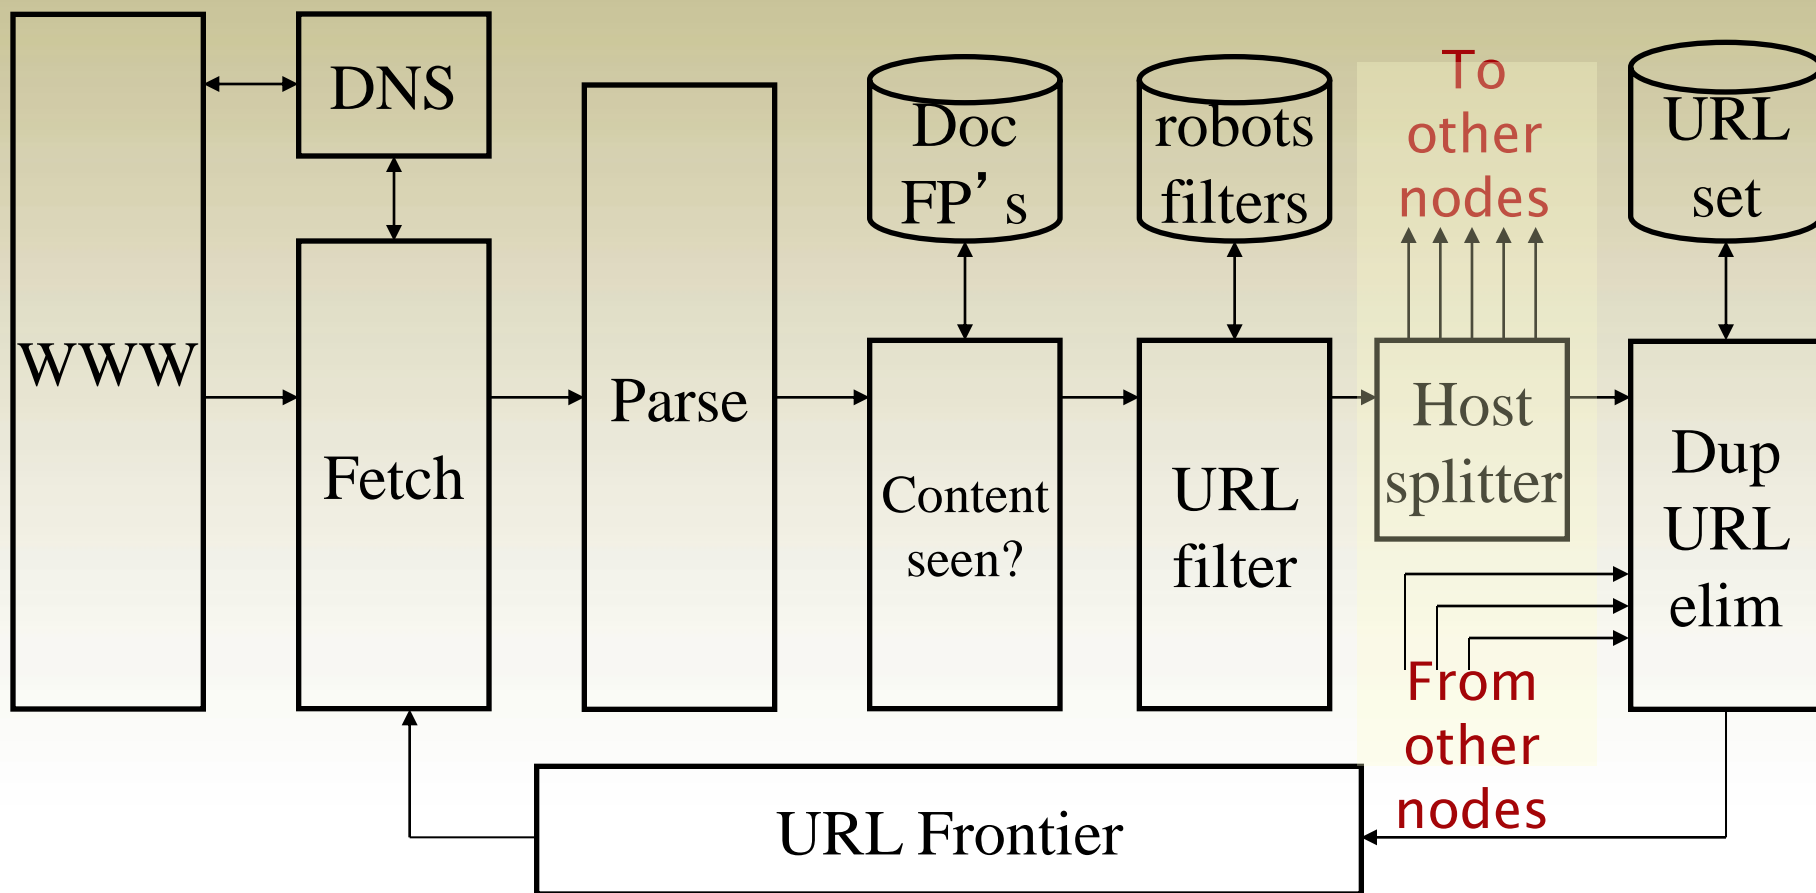 WWW
DNS
Fetch
Parse
Doc
FP’ s
Content
seen?
robots
filters
URL
filter
To
other
nodes
Host
splitter
From
other
nodes
URL
set
Dup
URL
elim
URL Frontier